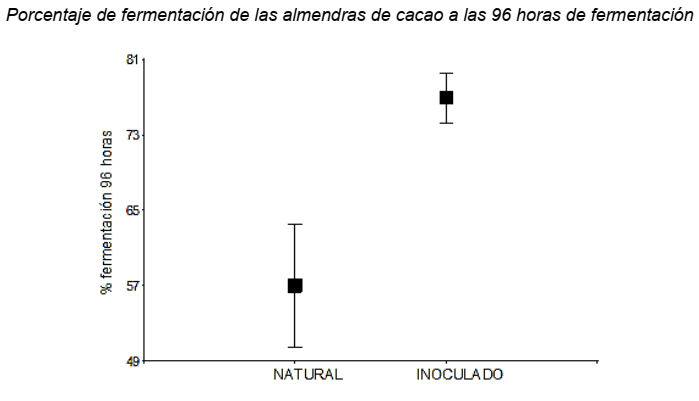 Porcentaje de fermentación de las almendras de cacao a las 96 horas de fermentación
81
73
65
57
49
% fermentación 96 horas
NATURAL
INOCULADO